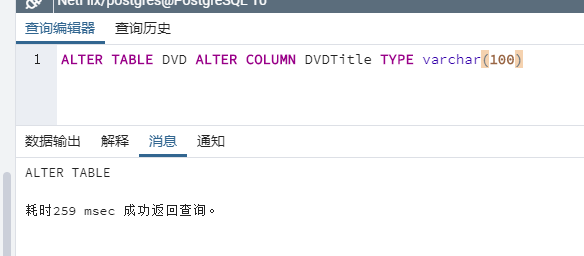 NetFlix/postgres@PostgreSQL 10
查询编辑器 查询历史
1 ALTER TABLE DVD ALTER COLUMN DVDTitle TYPE varchar(100)
数据输出 解释 消息 通知
ALTER TABLE
耗时259 msec 成功返回查询。